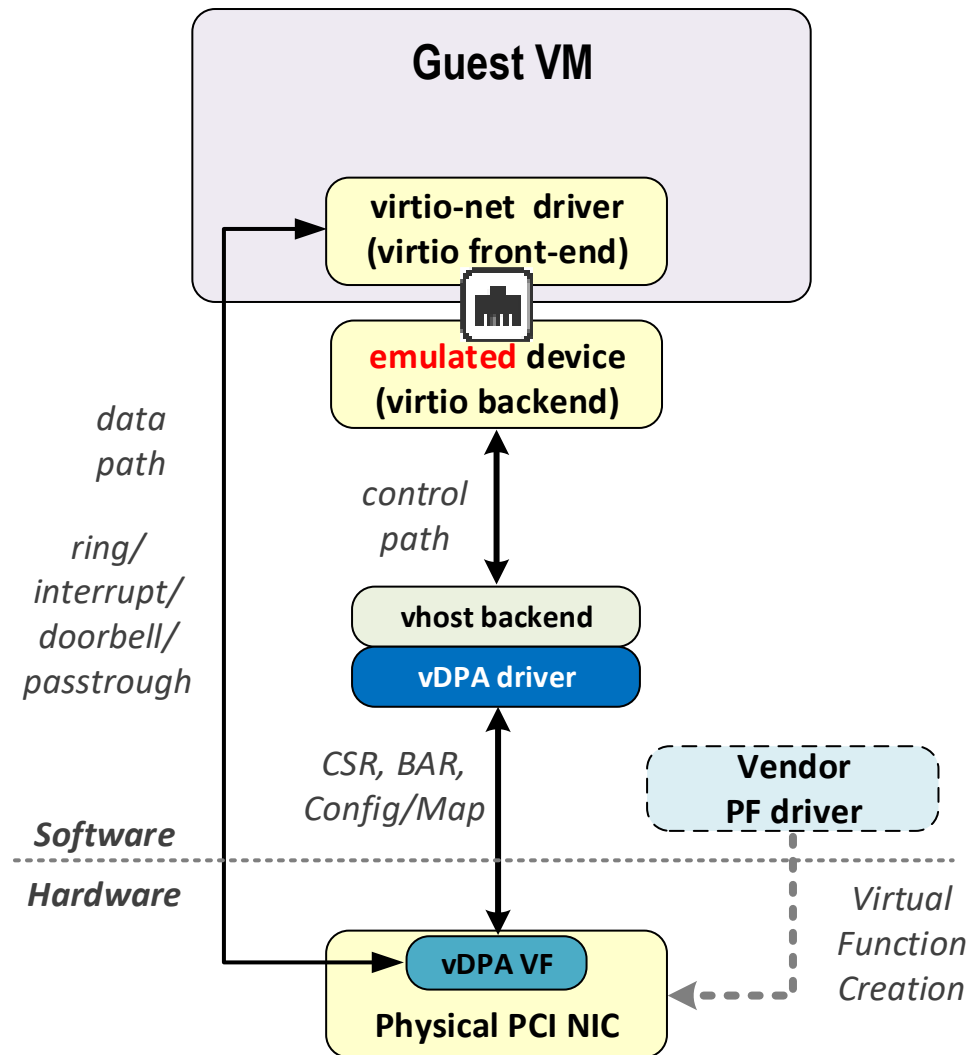 Guest VM
virtio-net driver
(virtio front-end)
emulated device
(virtio backend)
data
path
ring/
interrupt/
doorbell/
passtrough
control
path
vhost backend
vDPA driver
CSR, BAR,
Config/Map
Vendor
PF driver
Software
Hardware
Virtual
Function
Creation
vDPA VF
Physical PCI NIC